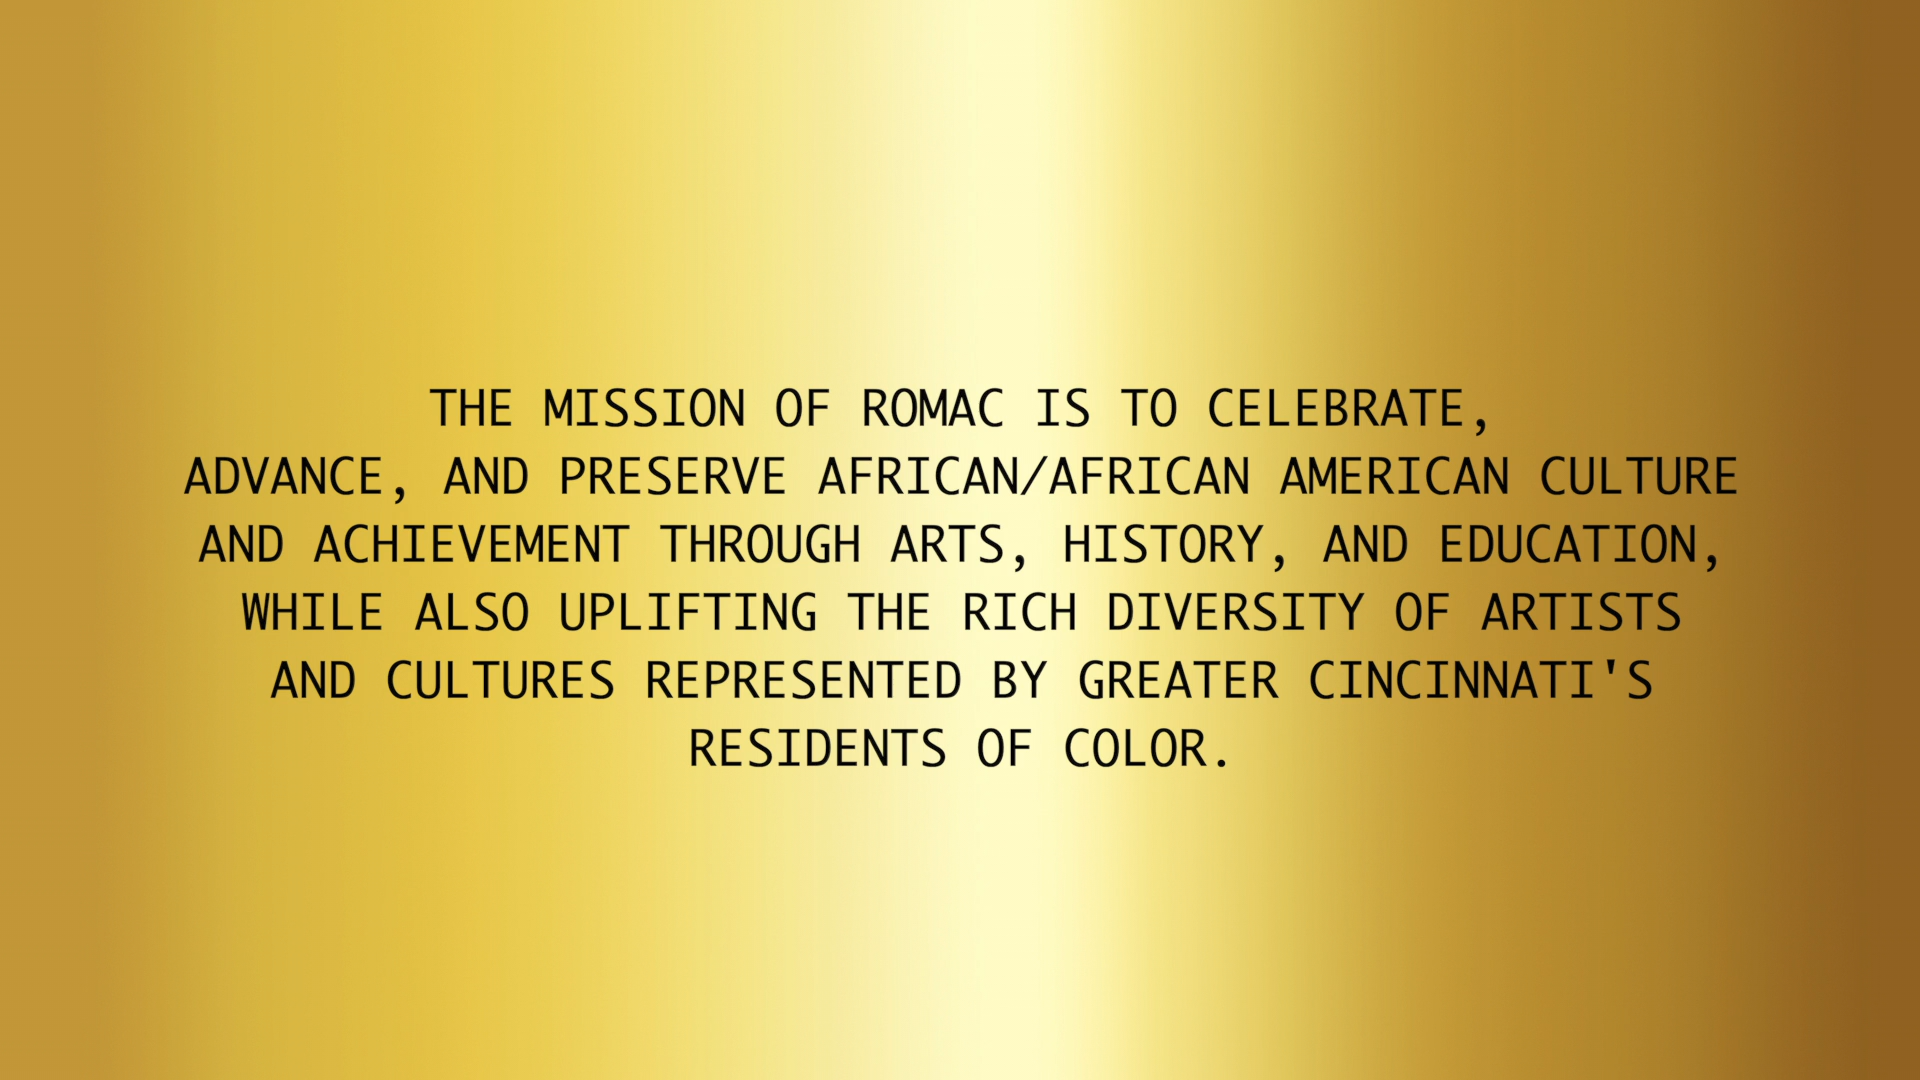 THE MISSION OF ROMAC IS TO CELEBRATE,
ADVANCE, AND PRESERVE AFRICAN/AFRICAN AMERICAN CULTURE
AND ACHIEVEMENT THROUGH ARTS, HISTORY, AND EDUCATION,
WHILE ALSO UPLIFTING THE RICH DIVERSITY OF ARTISTS
AND CULTURES REPRESENTED BY GREATER CINCINNATI'S
RESIDENTS OF COLOR.